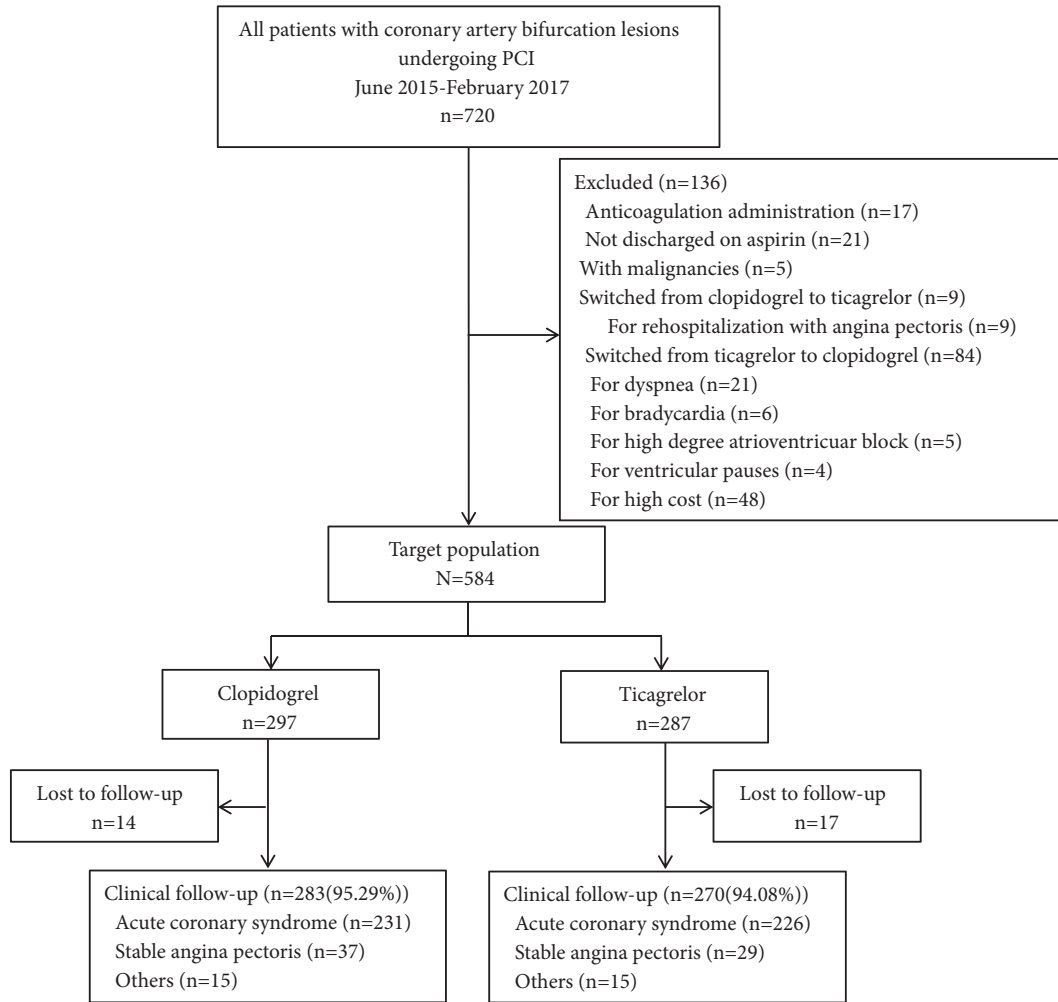 All patients with coronary artery bifurcation lesions
undergoing PCI
June 2015-February 2017
n=720
Excluded (n=136)
Anticoagulation administration (n=17)
Not discharged on aspirin (n=21)
With malignancies (n=5)
Switched from clopidogrel to ticagrelor (n=9)
For rehospitalization with angina pectoris (n=9)
Switched from ticagrelor to clopidogrel (n=84)
For dyspnea (n=21)
For bradycardia (n=6)
For high degree atrioventricuar block (n=5)
For ventricular pauses (n=4)
For high cost (n=48)
Target population
N=584
Clopidogrel
n=297
Ticagrelor
n=287
Lost to follow-up
n=14
Lost to follow-up
n=17
Clinical follow-up (n=283(95.29%))
Acute coronary syndrome (n=231)
Stable angina pectoris (n=37)
Others (n=15)
Clinical follow-up (n=270(94.08%))
Acute coronary syndrome (n=226)
Stable angina pectoris (n=29)
Others (n=15)